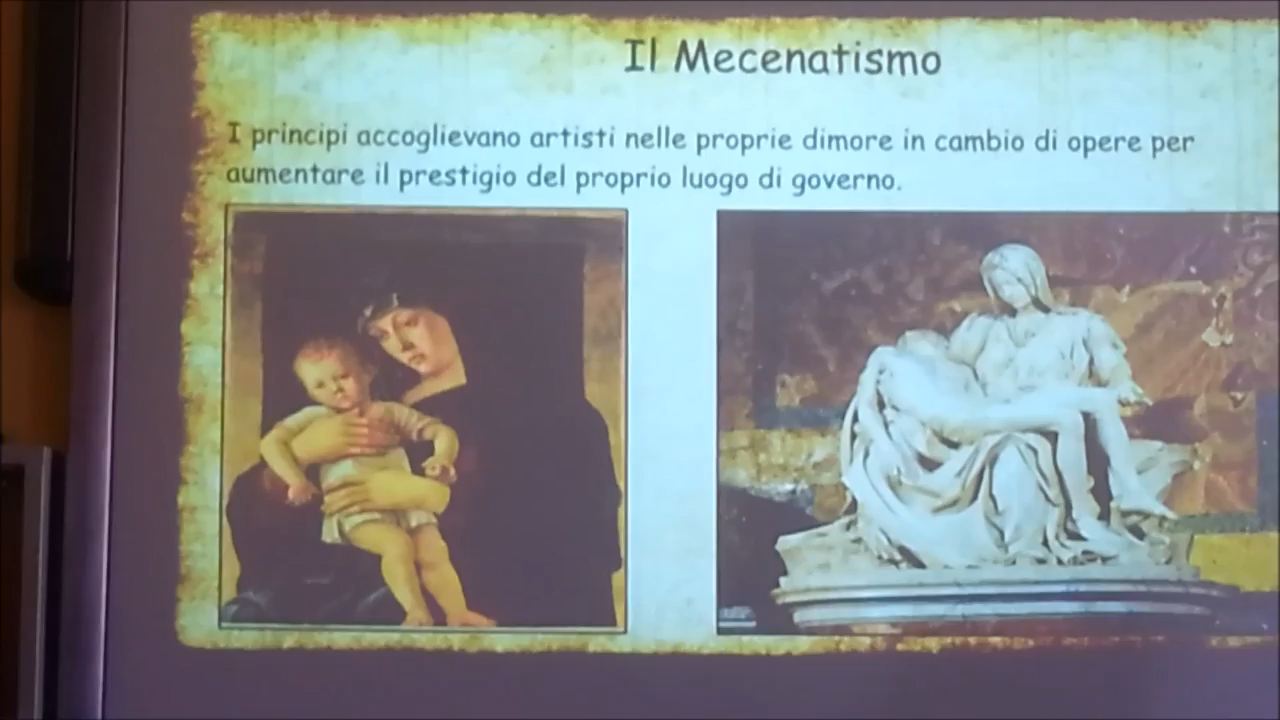 Il Mecenatismo
I principi accoglievano artisti nelle proprie dimore in cambio di opere per
aumentare il prestigio del proprio luogo di governo.